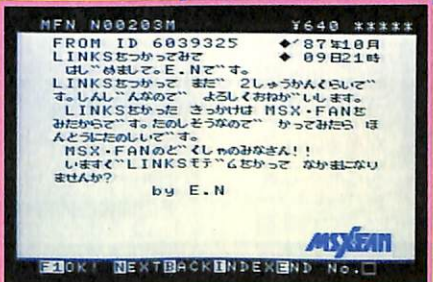 MFN N00203M ¥640 *****
FROM ID 6039325 ◆'87年10月
LINKSをつかってみて ◆ 09日21時
はじ゛めまして。E.Nで゛す。
LINKSをつかって まだ゛ 2しゅうかんくらいで゛
す。しんし゛んなので゛ よろしくおねか゛いします。
LINKSをかった きっかけは MSX・FANを
みたからで゛す。たのしそうなので゛ かってみたら ほ
んとうにたのしいで゛す。
MSX・FANのど゛くしゃのみなさん!!
いますく゛LINKSモテ゛ムをかって なかまになり
ませんか?
by E.N
MSX・FAN
F1OK! NEXTBACKINDEXEND No.□